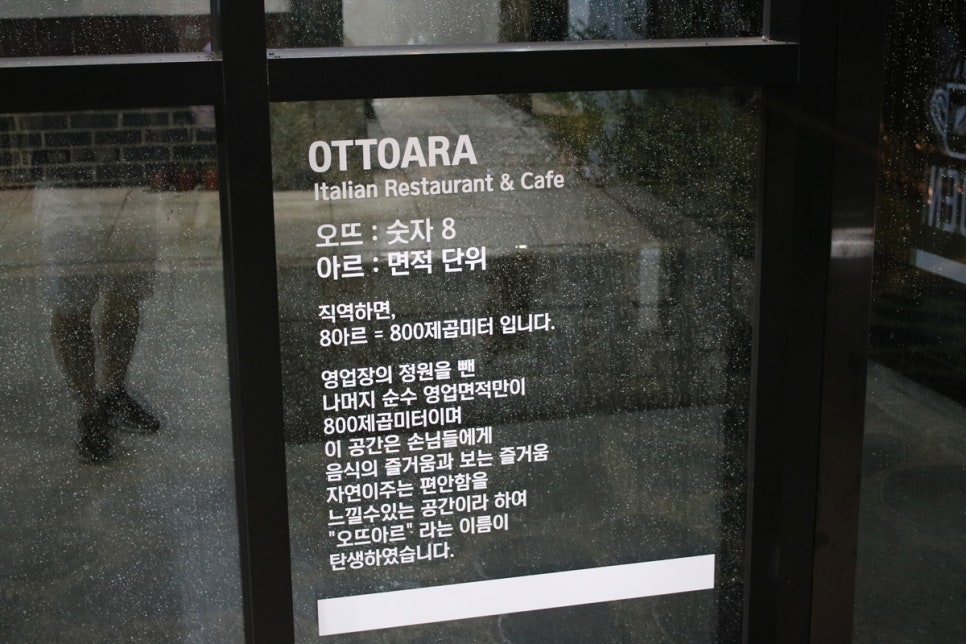 OTTOARA
Italian Restaurant & Cafe
오뜨 : 숫자 8
아르 : 면적 단위
직역하면,
8아르 = 800제곱미터 입니다.
영업장의 정원을 뺀
나머지 순수 영업면적만이
800제곱미터이며
이 공간은 손님들에게
음식의 즐거움과 보는 즐거움
자연이주는 편안함을
느낄수있는 공간이라 하여
"오뜨아르" 라는 이름이
탄생하였습니다.